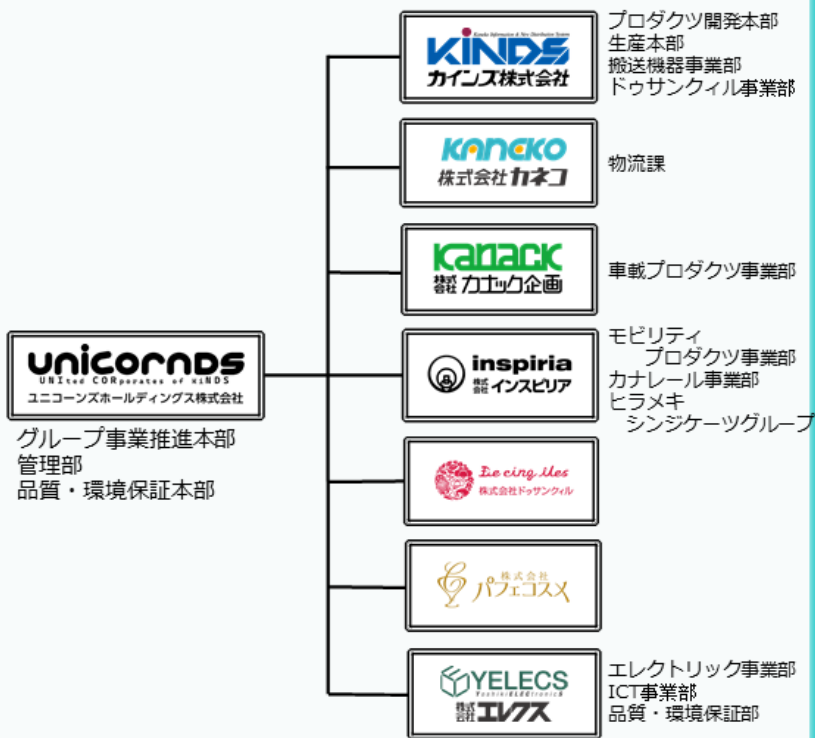 Kaneko Information & New Distribution System
KiNDS
カインズ株式会社
プロダクツ開発本部
生産本部
搬送機器事業部
ドゥサンクィル事業部
KANEKO
株式会社カネコ
物流課
KANACK
株式会社 カナック企画
車載プロダクツ事業部
unicornDS
UNIted CORporates of KiNDS
ユニコーンズホールディングス株式会社
グループ事業推進本部
管理部
品質・環境保証本部
inspiria
株式会社 インスピリア
モビリティ
プロダクツ事業部
カナレール事業部
ヒラメキ
シンジケーツグループ
De cinq iles
株式会社ドゥサンクィル
株式会社
パフェコスメ
YELECS
YoshikiELECtronicS
株式会社 エレクス
エレクトリック事業部
ICT事業部
品質・環境保証部